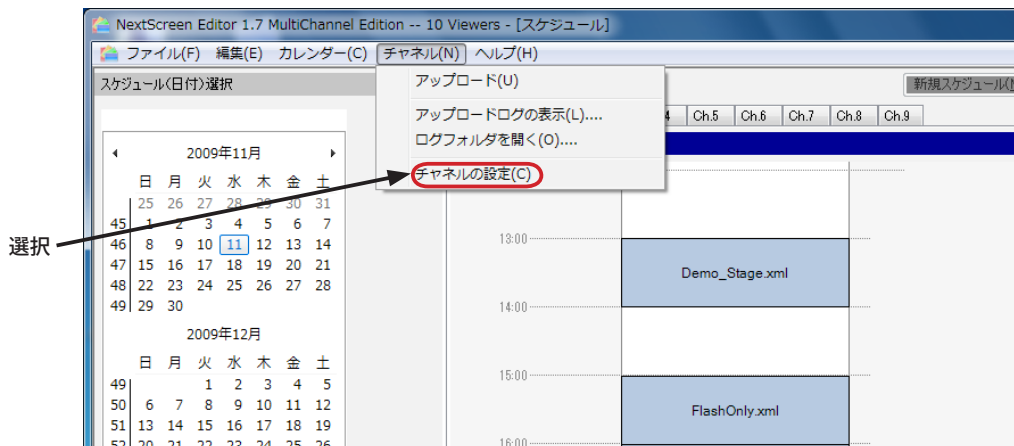 NextScreen Editor 1.7 MultiChannel Edition -- 10 Viewers - [スケジュール]
ファイル(F) 編集(E) カレンダー(C) チャネル(N) ヘルプ(H)
スケジュール(日付)選択
新規スケジュール(
アップロード(U)
アップロードログの表示(L)....
ログフォルダを開く(O)....
チャネルの設定(C)
4 Ch.5 Ch.6 Ch.7 Ch.8 Ch.9
選択
2009年11月
日 月 火 水 木 金 土
25 26 27 28 29 30 31
45 1 2 3 4 5 6 7
46 8 9 10 11 12 13 14
47 15 16 17 18 19 20 21
48 22 23 24 25 26 27 28
49 29 30
2009年12月
日 月 火 水 木 金 土
49 1 2 3 4 5
50 6 7 8 9 10 11 12
51 13 14 15 16 17 18 19
52 20 21 22 23 24 25 26
13:00
Demo_Stage.xml
14:00
15:00
FlashOnly.xml
16:00